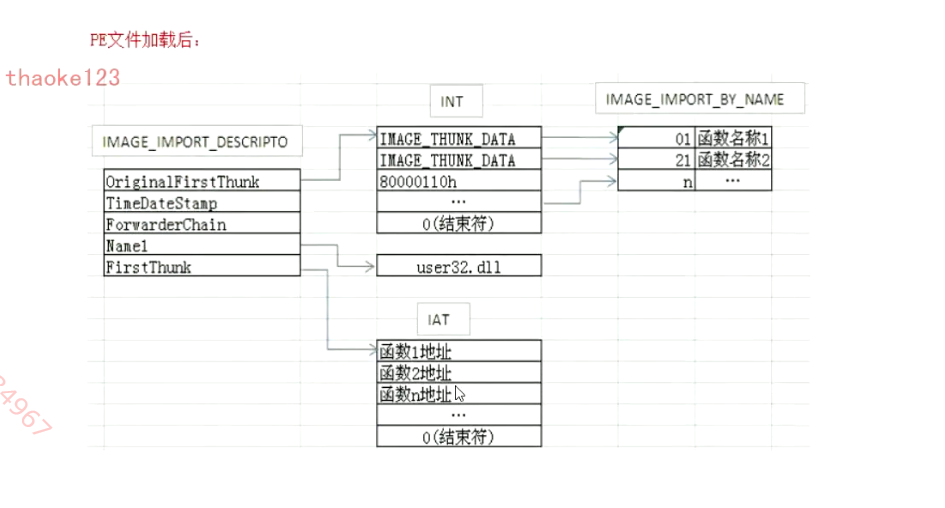 PE文件加载后:
thaoke123
INT
IMAGE_IMPORT_BY_NAME
IMAGE_IMPORT_DESCRIPTO
IMAGE_THUNK_DATA
01 函数名称1
IMAGE_THUNK_DATA
21 函数名称2
OriginalFirstThunk
80000110h
n …
TimeDateStamp
…
ForwarderChain
0(结束符)
Name1
FirstThunk
user32.dll
IAT
函数1地址
函数2地址
函数n地址
…
0(结束符)
4967